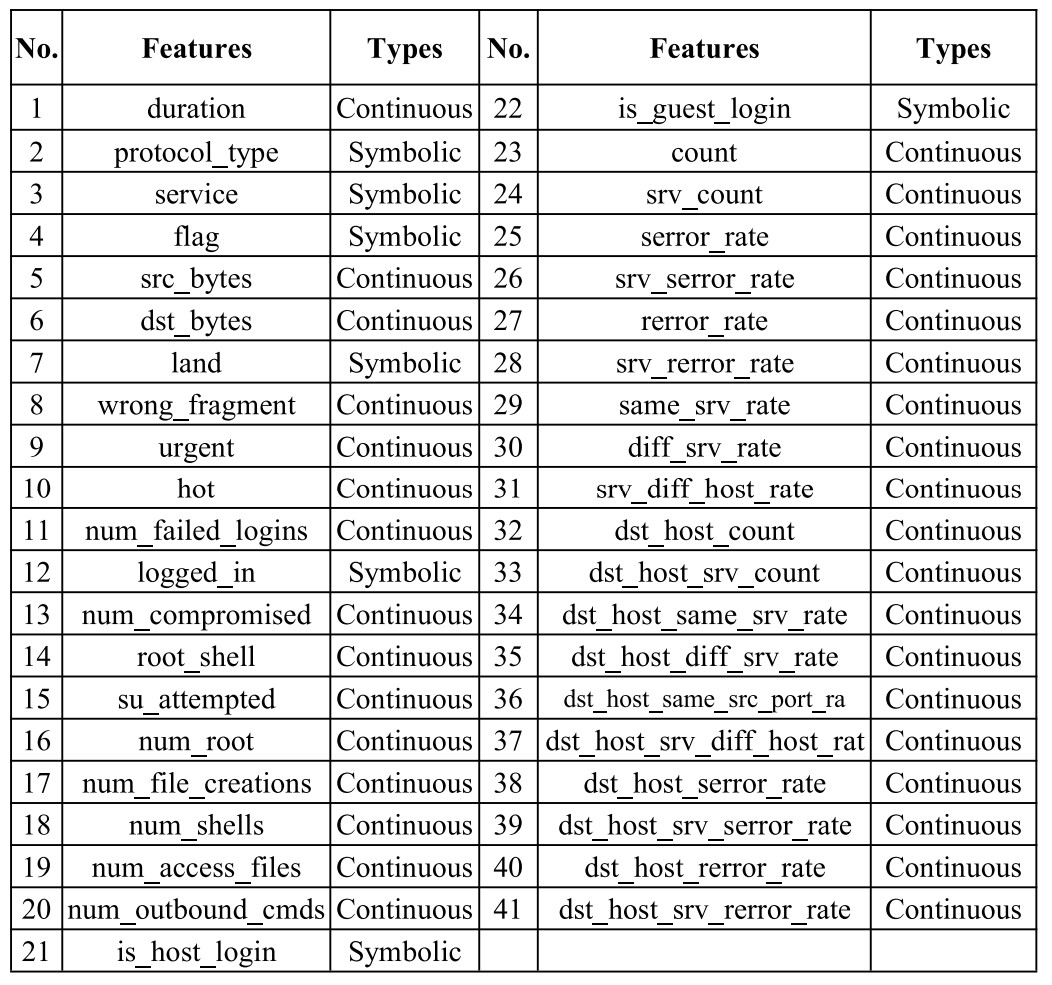 No. Features Types No. Features Types
1 duration Continuous 22 is_guest_login Symbolic
2 protocol_type Symbolic 23 count Continuous
3 service Symbolic 24 srv_count Continuous
4 flag Symbolic 25 serror_rate Continuous
5 src_bytes Continuous 26 srv_serror_rate Continuous
6 dst_bytes Continuous 27 rerror_rate Continuous
7 land Symbolic 28 srv_rerror_rate Continuous
8 wrong_fragment Continuous 29 same_srv_rate Continuous
9 urgent Continuous 30 diff_srv_rate Continuous
10 hot Continuous 31 srv_diff_host_rate Continuous
11 num_failed_logins Continuous 32 dst_host_count Continuous
12 logged_in Symbolic 33 dst_host_srv_count Continuous
13 num_compromised Continuous 34 dst_host_same_srv_rate Continuous
14 root_shell Continuous 35 dst_host_diff_srv_rate Continuous
15 su_attempted Continuous 36 dst_host_same_src_port_ra Continuous
16 num_root Continuous 37 dst_host_srv_diff_host_rat Continuous
17 num_file_creations Continuous 38 dst_host_serror_rate Continuous
18 num_shells Continuous 39 dst_host_srv_serror_rate Continuous
19 num_access_files Continuous 40 dst_host_rerror_rate Continuous
20 num_outbound_cmds Continuous 41 dst_host_srv_rerror_rate Continuous
21 is_host_login Symbolic